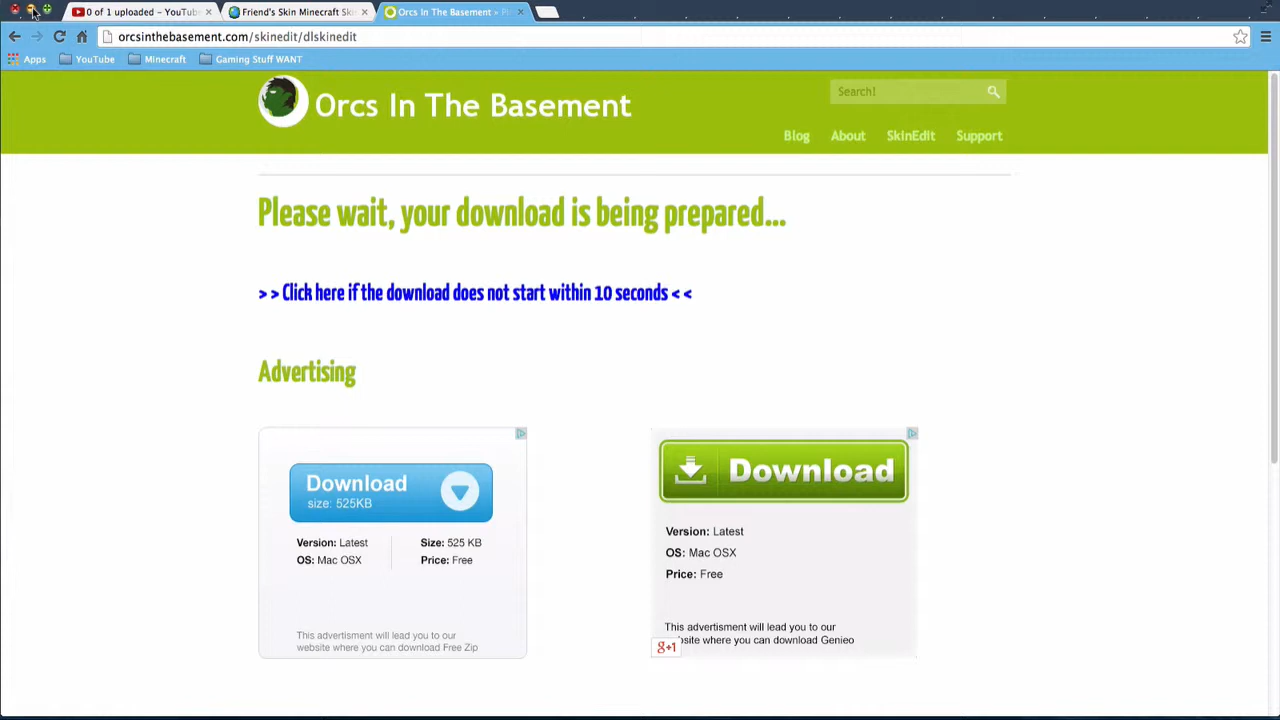 0 of 1 uploaded - YouTube
Friend's Skin Minecraft Ski
Orcs In The Basement »
orcsinthebasement.com/skinedit/dlskinedit
Apps
YouTube
Minecraft
Gaming Stuff WANT
Orcs In The Basement
Search!
Blog
About
SkinEdit
Support
Please wait, your download is being prepared...
> > Click here if the download does not start within 10 seconds < <
Advertising
Download
size: 525KB
Version: Latest
Size: 525 KB
OS: Mac OSX
Price: Free
This advertisment will lead you to our
website where you can download Free Zip
Download
Version: Latest
OS: Mac OSX
Price: Free
This advertisment will lead you to our
site where you can download Genieo
g+1